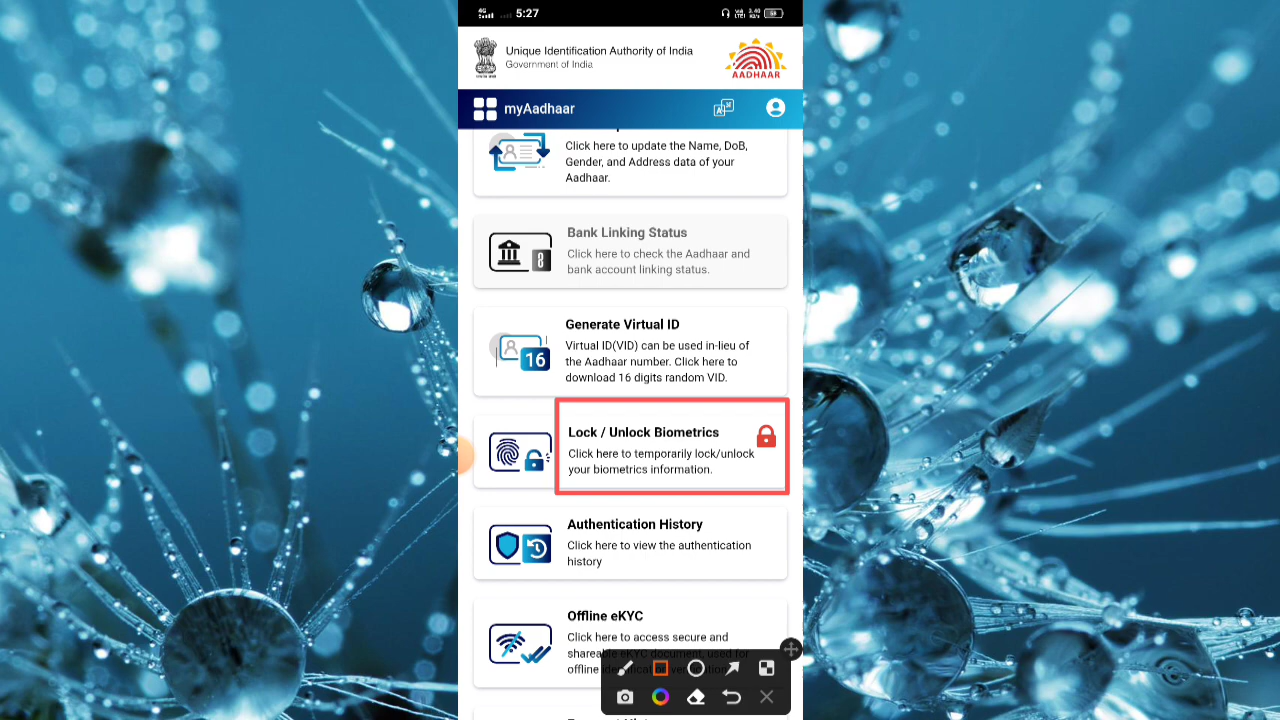 4G
5:27
Unique Identification Authority of India
Government of India
AADHAAR
myAadhaar
Click here to update the Name, DoB,
Gender, and Address data of your
Aadhaar.
Bank Linking Status
Click here to check the Aadhaar and
bank account linking status.
Generate Virtual ID
Virtual ID(VID) can be used in-lieu of
the Aadhaar number. Click here to
download 16 digits random VID.
16
Lock / Unlock Biometrics
Click here to temporarily lock/unlock
your biometrics information.
Authentication History
Click here to view the authentication
history
Offline eKYC
Click here to access secure and
shareable eKYC document, used for
offline